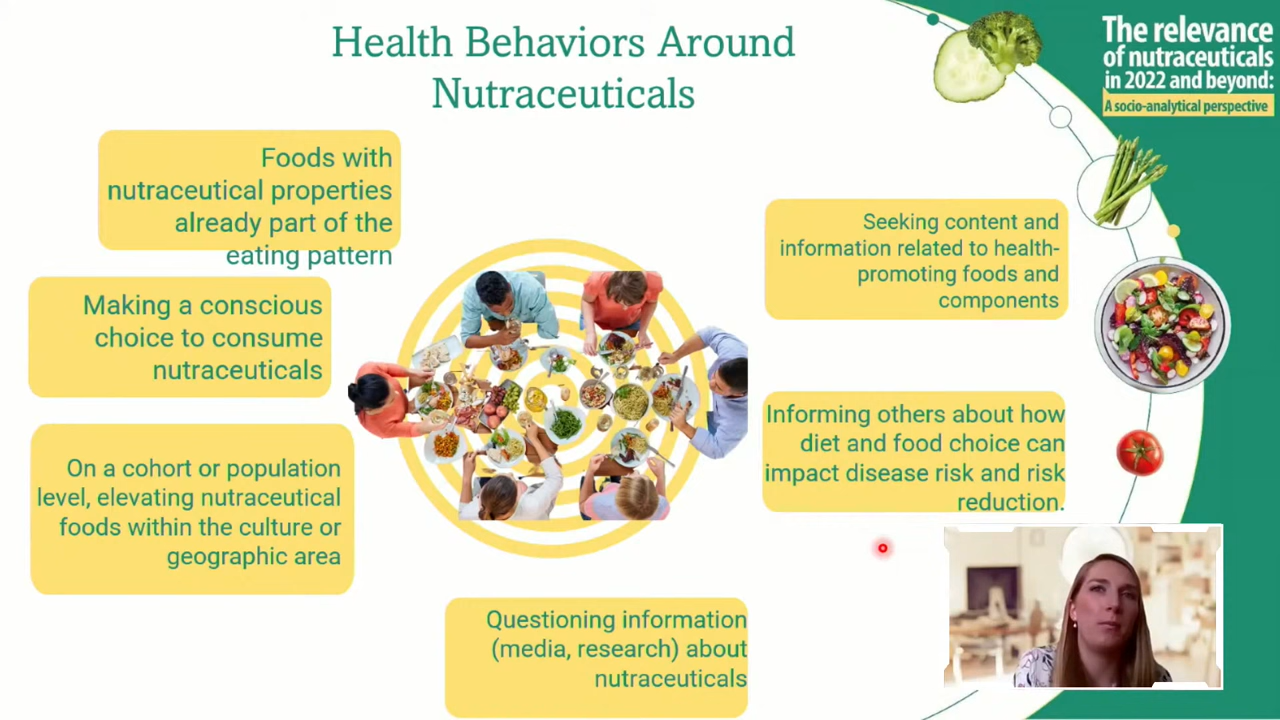 Health Behaviors Around
Nutraceuticals
The relevance
of nutraceuticals
in 2022 and beyond:
A socio-analytical perspective
Foods with
nutraceutical properties
already part of the
eating pattern
Making a conscious
choice to consume
nutraceuticals
On a cohort or population
level, elevating nutraceutical
foods within the culture or
geographic area
Seeking content and
information related to health-
promoting foods and
components
Informing others about how
diet and food choice can
impact disease risk and risk
reduction.
Questioning information
(media, research) about
nutraceuticals